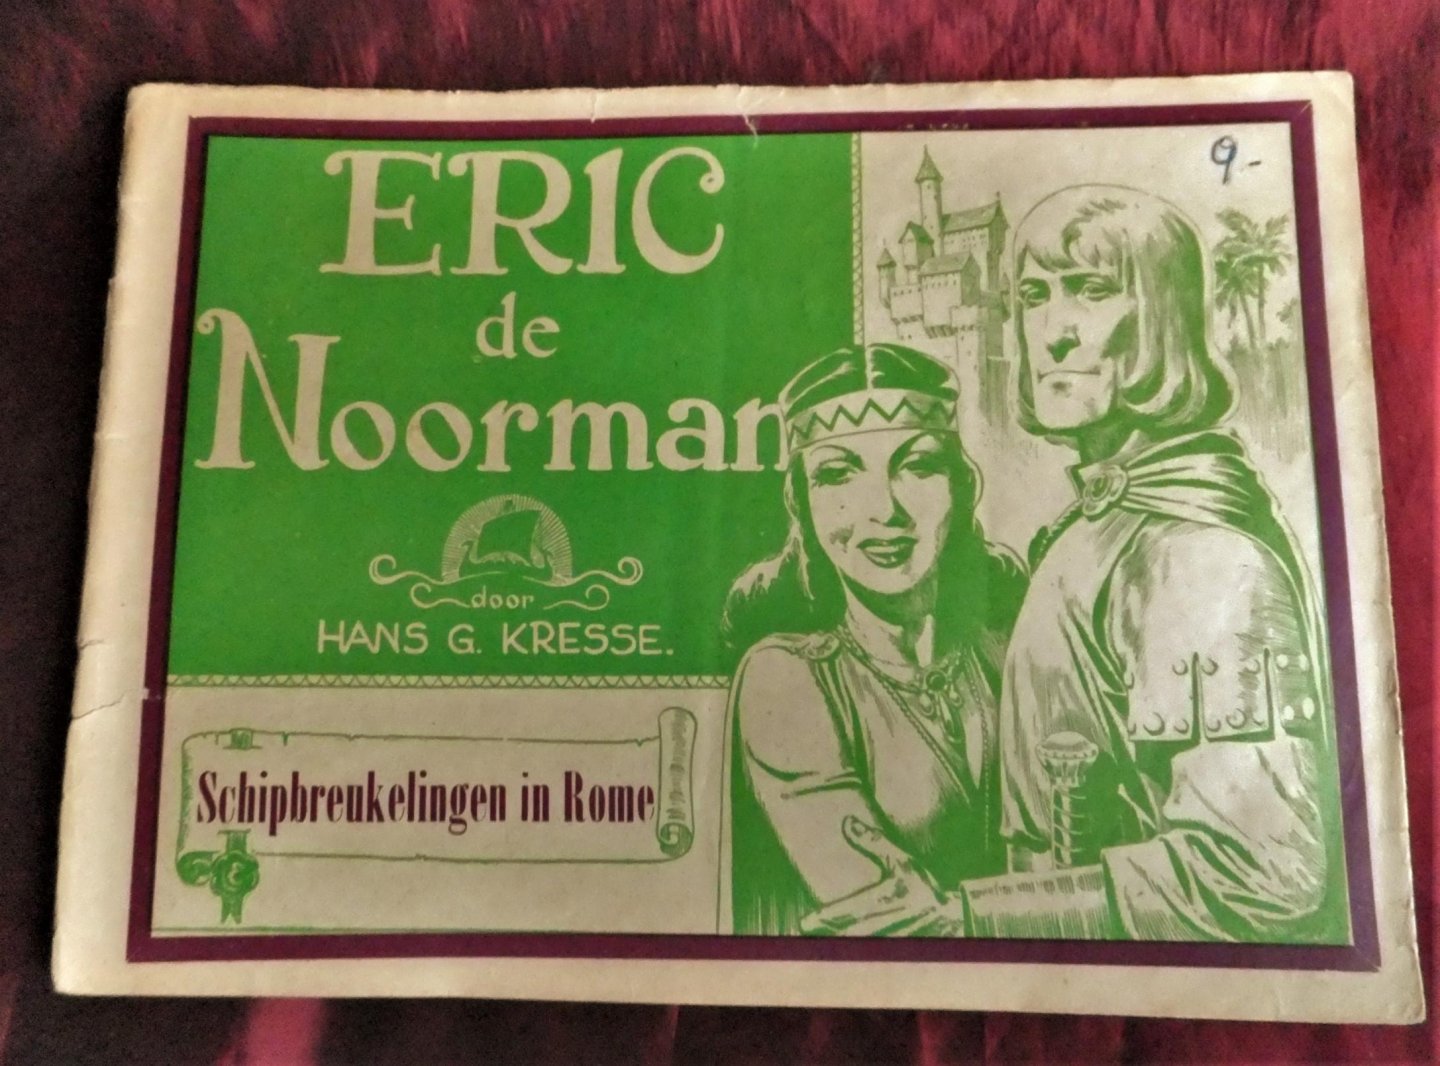 ERIC
de
Noorman
door
HANS G. KRESSE.
Schipbreukelingen in Rome
9.-